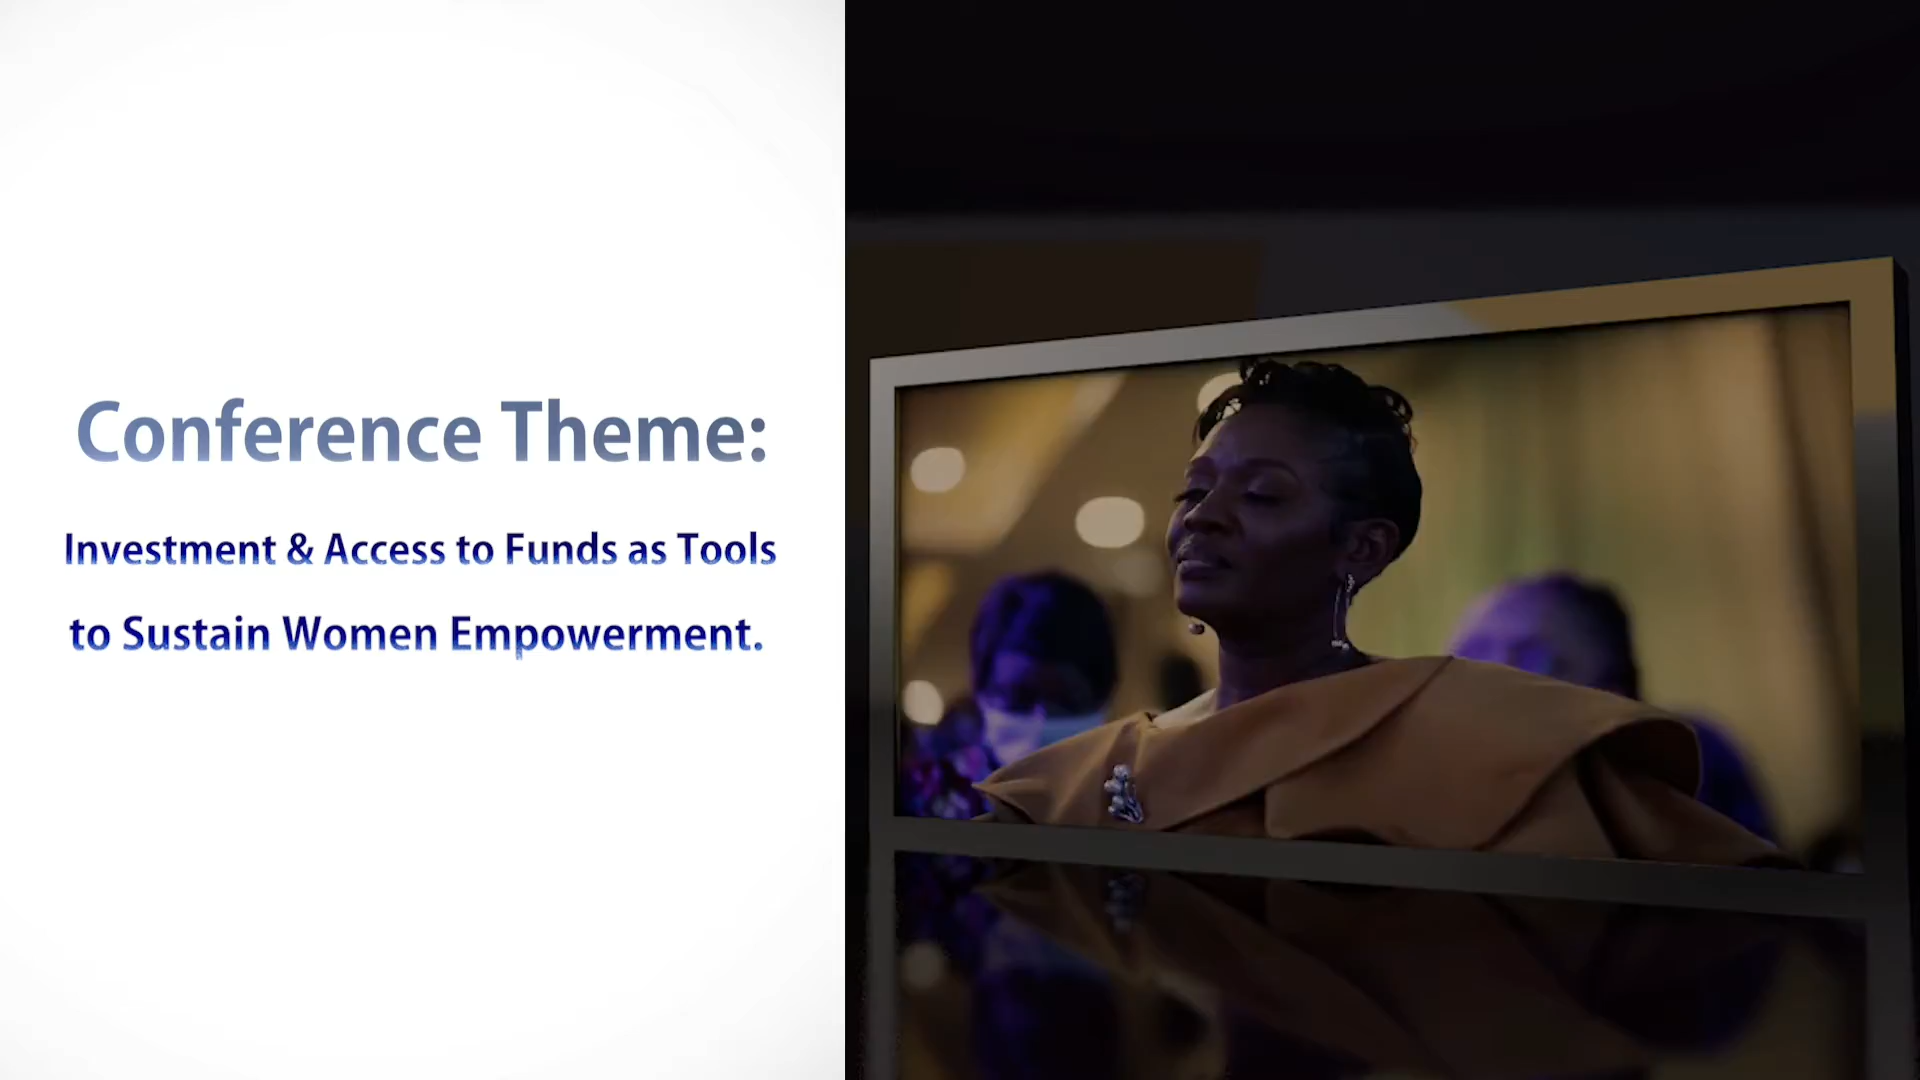 Conference Theme:
Investment & Access to Funds as Tools
to Sustain Women Empowerment.